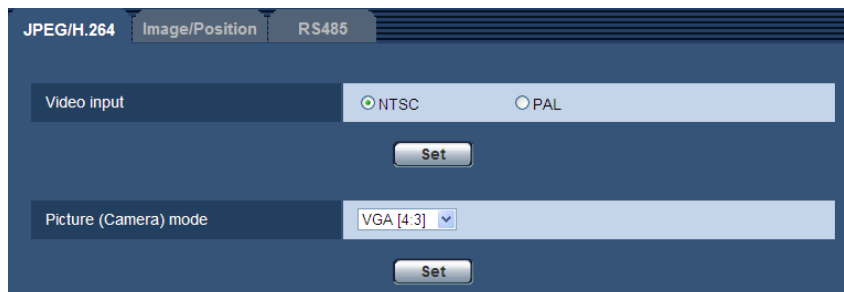 JPEG/H.264 Image/Position RS485
Video input NTSC PAL
Set
Picture (Camera) mode VGA [4:3]
Set